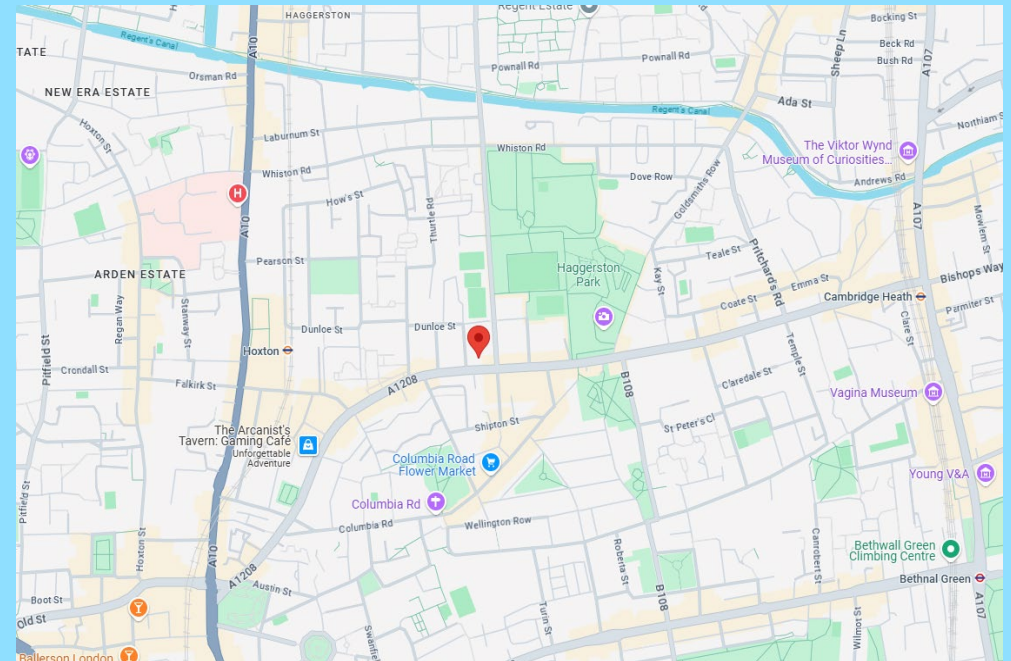 HAGGERSTON
Regent Estate
Bocking St
Beck Rd
Bush Rd
Sheep Ln
A107
TATE
Regent's Canal
A10
Orsman Rd
Pownall Rd
Pownall Rd
NEW ERA ESTATE
Ada St
Regent's Canal
Hoxton St
Laburnum St
Whiston Rd
The Viktor Wynd
Museum of Curiosities...
Whiston Rd
Dove Row
Goldsmiths Row
Andrews Rd
H
How's St
Thurtle Rd
A10
A107
Mowlem St
Pearson St
Teale St
Pritchard's Rd
ARDEN ESTATE
Haggerston
Park
Kay St
Emma St
Bishops Way
Coate St
Cambridge Heath
Parmiter St
Regan Way
Stanway St
Dunloe St
Dunloe St
Clare St
Pitfield St
Hoxton
Temple St
Crondall St
Falkirk St
A1208
B108
Claredale St
Vagina Museum
The Arcanist's
Tavern: Gaming Café
Unforgettable
Adventure
Shipton St
St Peter's Cl
Columbia Road
Flower Market
Young V&A
Pitfield St
Columbia Rd
Columbia Rd
Wellington Row
Hoxton St
A10
Roberta St
Canrobert St
Bethwall Green
Climbing Centre
A1208
Austin St
B108
Bethnal Green
A107
Boot St
Old St
Turin St
Wilmot St
Ballerson London